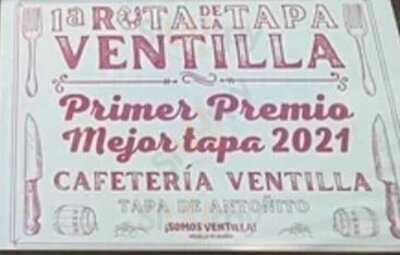 1a RUTA DE LA TAPA
VENTILLA
Primer Premio
Mejor tapa 2021
CAFETERÍA VENTILLA
TAPA DE ANTOÑITO
¡SOMOS VENTILLA!